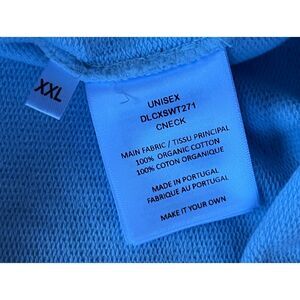 XXL
UNISEX
DLCXSWT271
CNECK
MAIN FABRIC / TISSU PRINCIPAL
100% ORGANIC COTTON
100% COTON ORGANIQUE
MADE IN PORTUGAL
FABRIQUE AU PORTUGAL
MAKE IT YOUR OWN